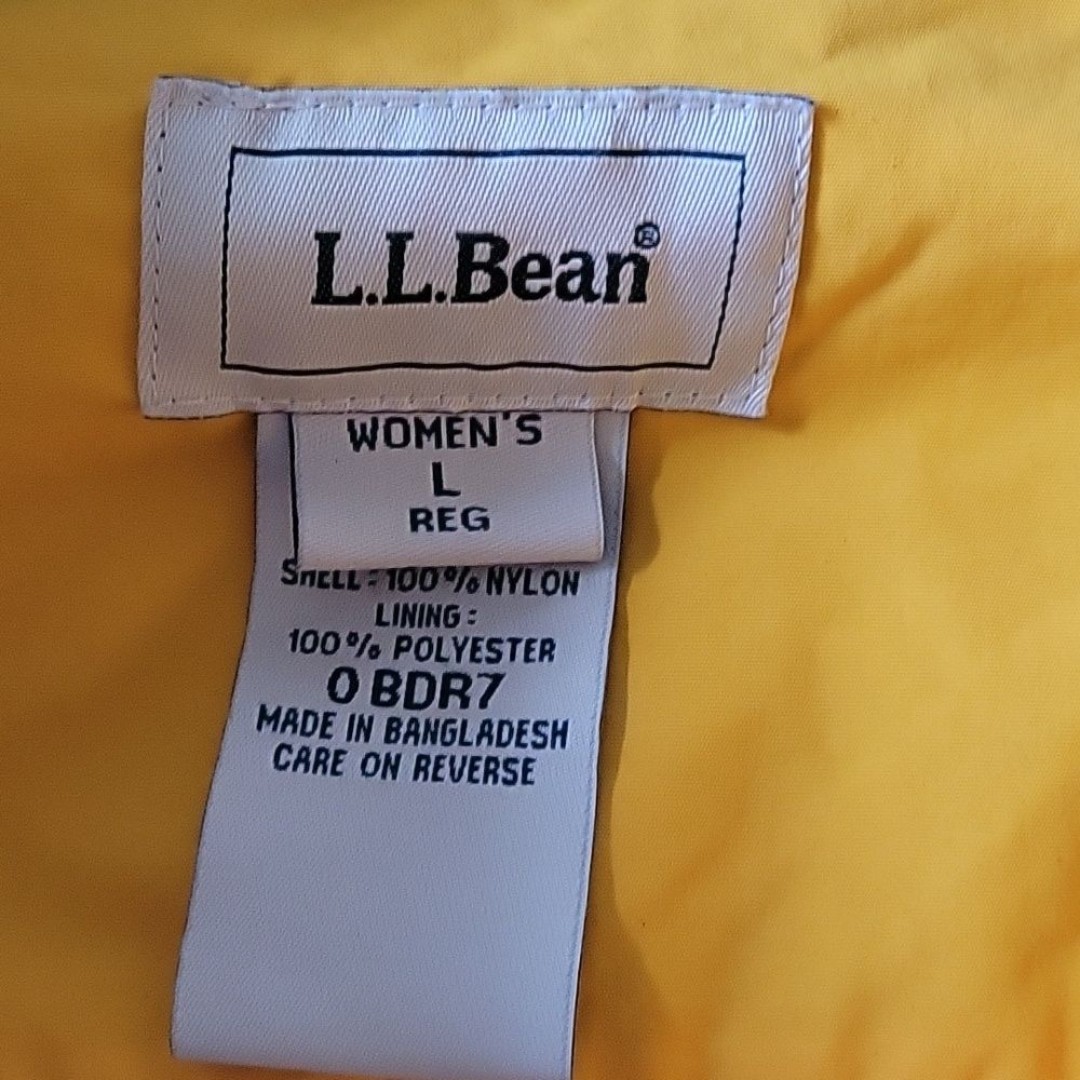 L.L.Bean®
WOMEN'S
L
REG
SHELL: 100% NYLON
LINING:
100% POLYESTER
0 BDR7
MADE IN BANGLADESH
CARE ON REVERSE